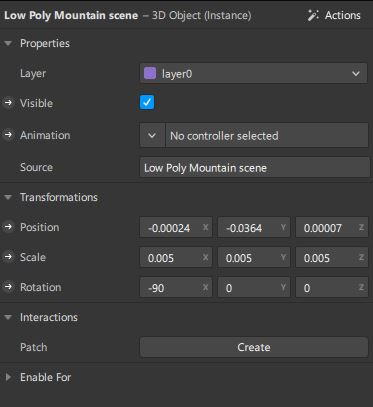 Low Poly Mountain scene – 3D Object (Instance) Actions
Properties
Layer layer0
Visible
Animation No controller selected
Source Low Poly Mountain scene
Transformations
Position -0.00024 X -0.0364 Y 0.00007 Z
Scale 0.005 X 0.005 Y 0.005 Z
Rotation -90 X 0 Y 0 Z
Interactions
Patch Create
Enable For